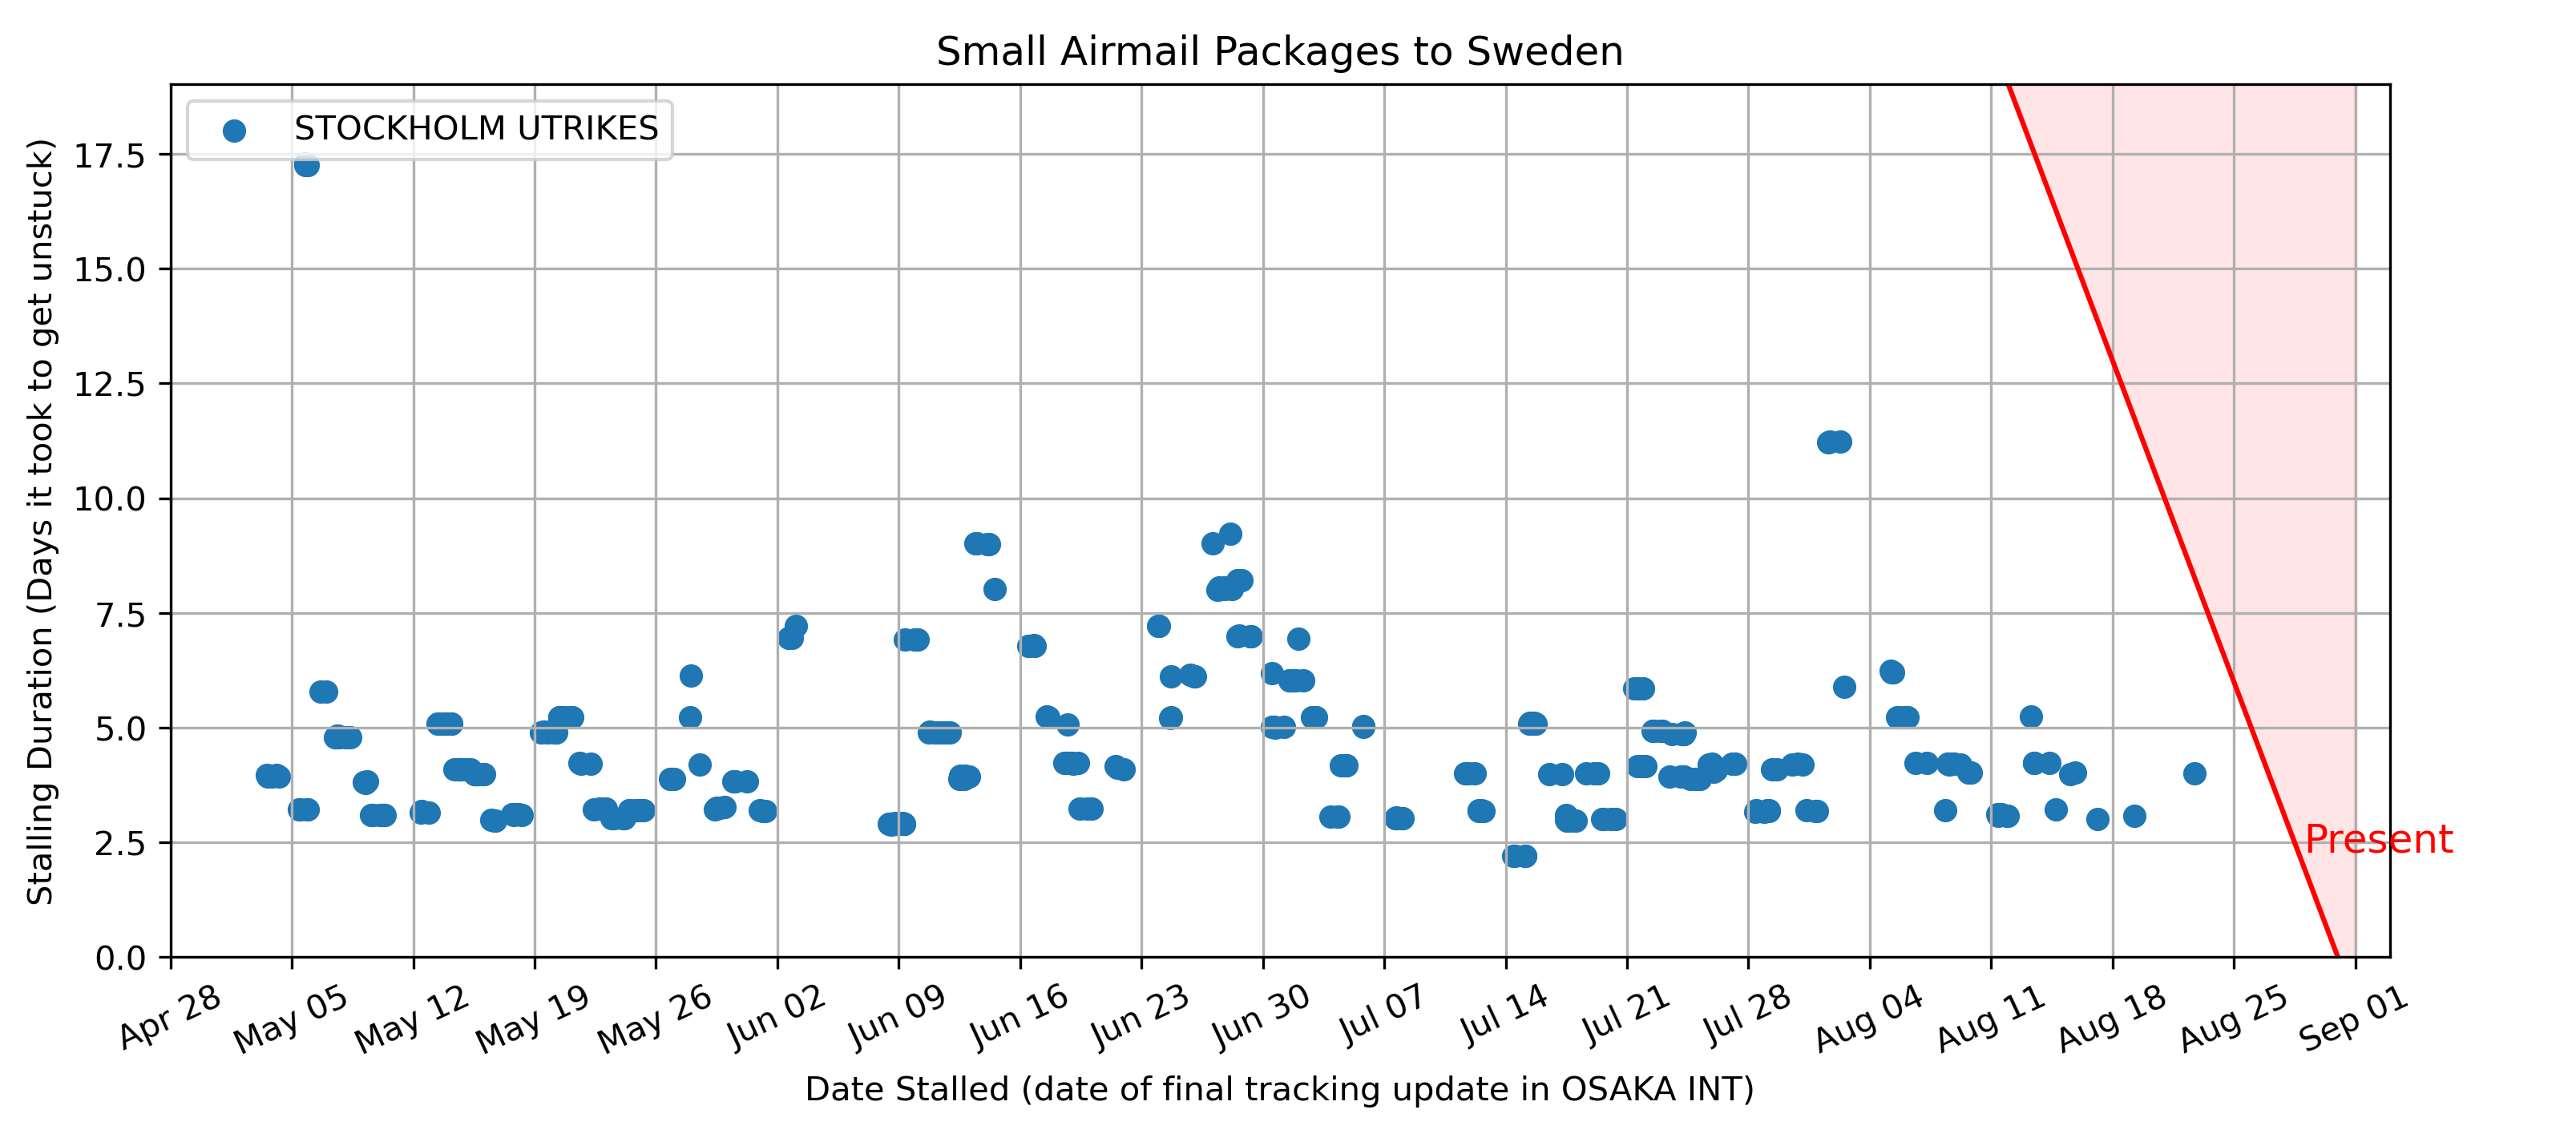 Small Airmail Packages to Sweden
STOCKHOLM UTRIKES
Stalling Duration (Days it took to get unstuck)
17.5
15.0
12.5
10.0
7.5
5.0
2.5
0.0
Present
Apr 28
May 05
May 12
May 19
May 26
Jun 02
Jun 09
Jun 16
Jun 23
Jun 30
Jul 07
Jul 14
Jul 21
Jul 28
Aug 04
Aug 11
Aug 18
Aug 25
Sep 01
Date Stalled (date of final tracking update in OSAKA INT)